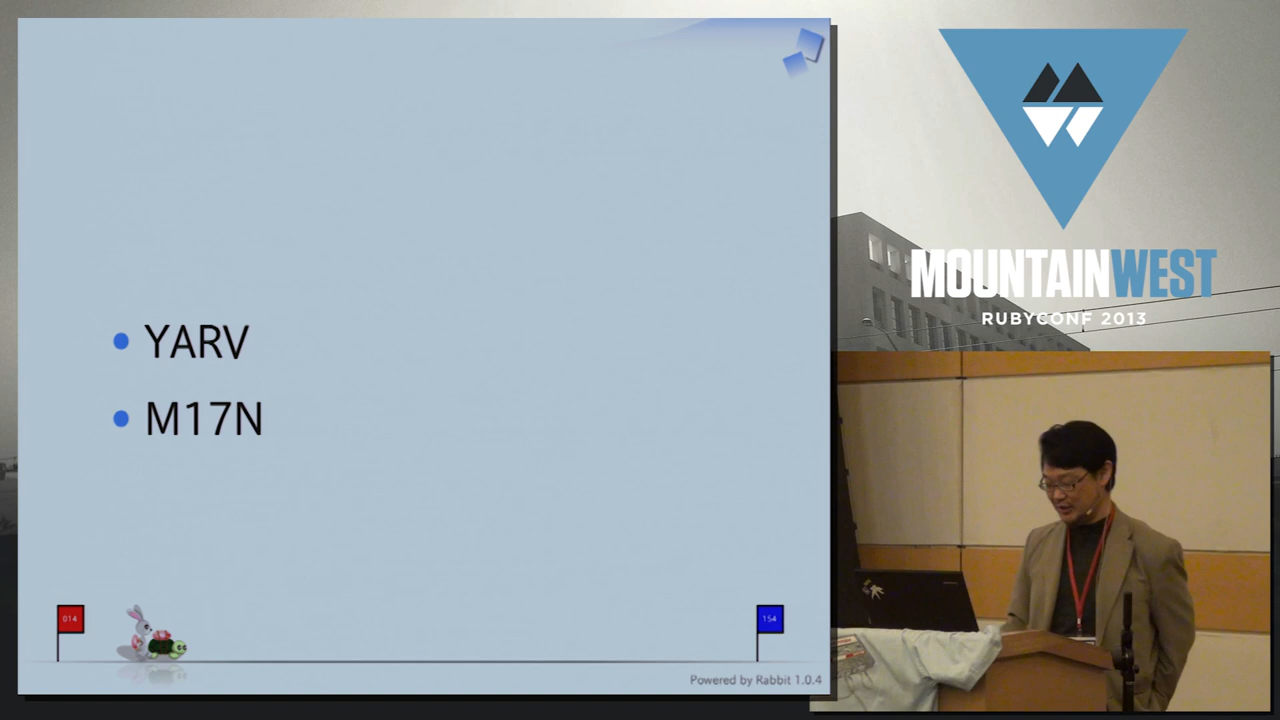 YARV
M17N
014
154
Powered by Rabbit 1.0.4
MOUNTAINWEST
RUBYCONF 2013